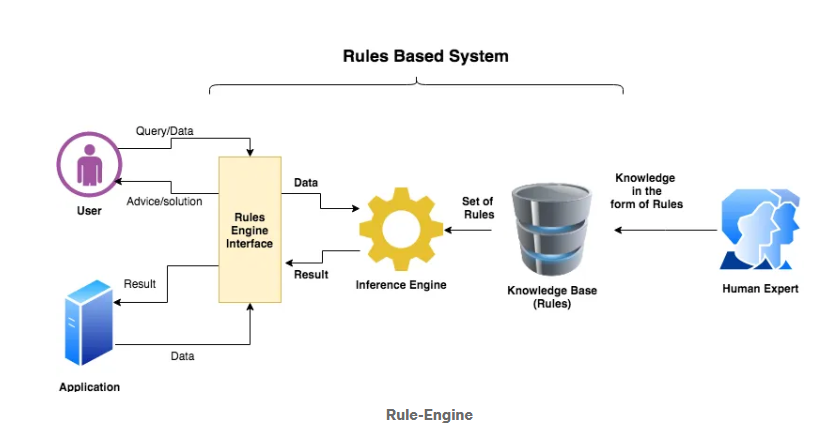 Rules Based System
Query/Data
User
Advice/solution
Rules
Engine
Interface
Data
Result
Inference Engine
Set of
Rules
Knowledge Base
(Rules)
Knowledge
in the
form of Rules
Human Expert
Result
Data
Application
Rule-Engine